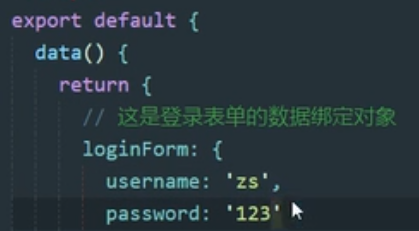 export default {
data() {
return {
// 这是登录表单的数据绑定对象
loginForm: {
username: 'zs',
password: '123'